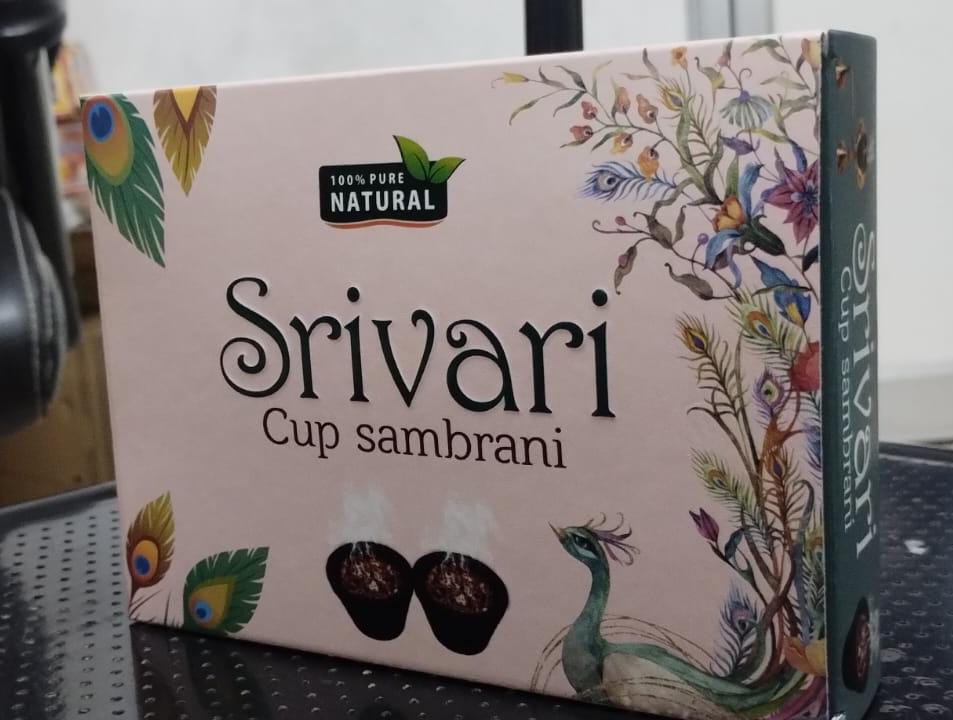 100% PURE
NATURAL
Srivari
Cup sambrani
Srivari
Cup sambrani